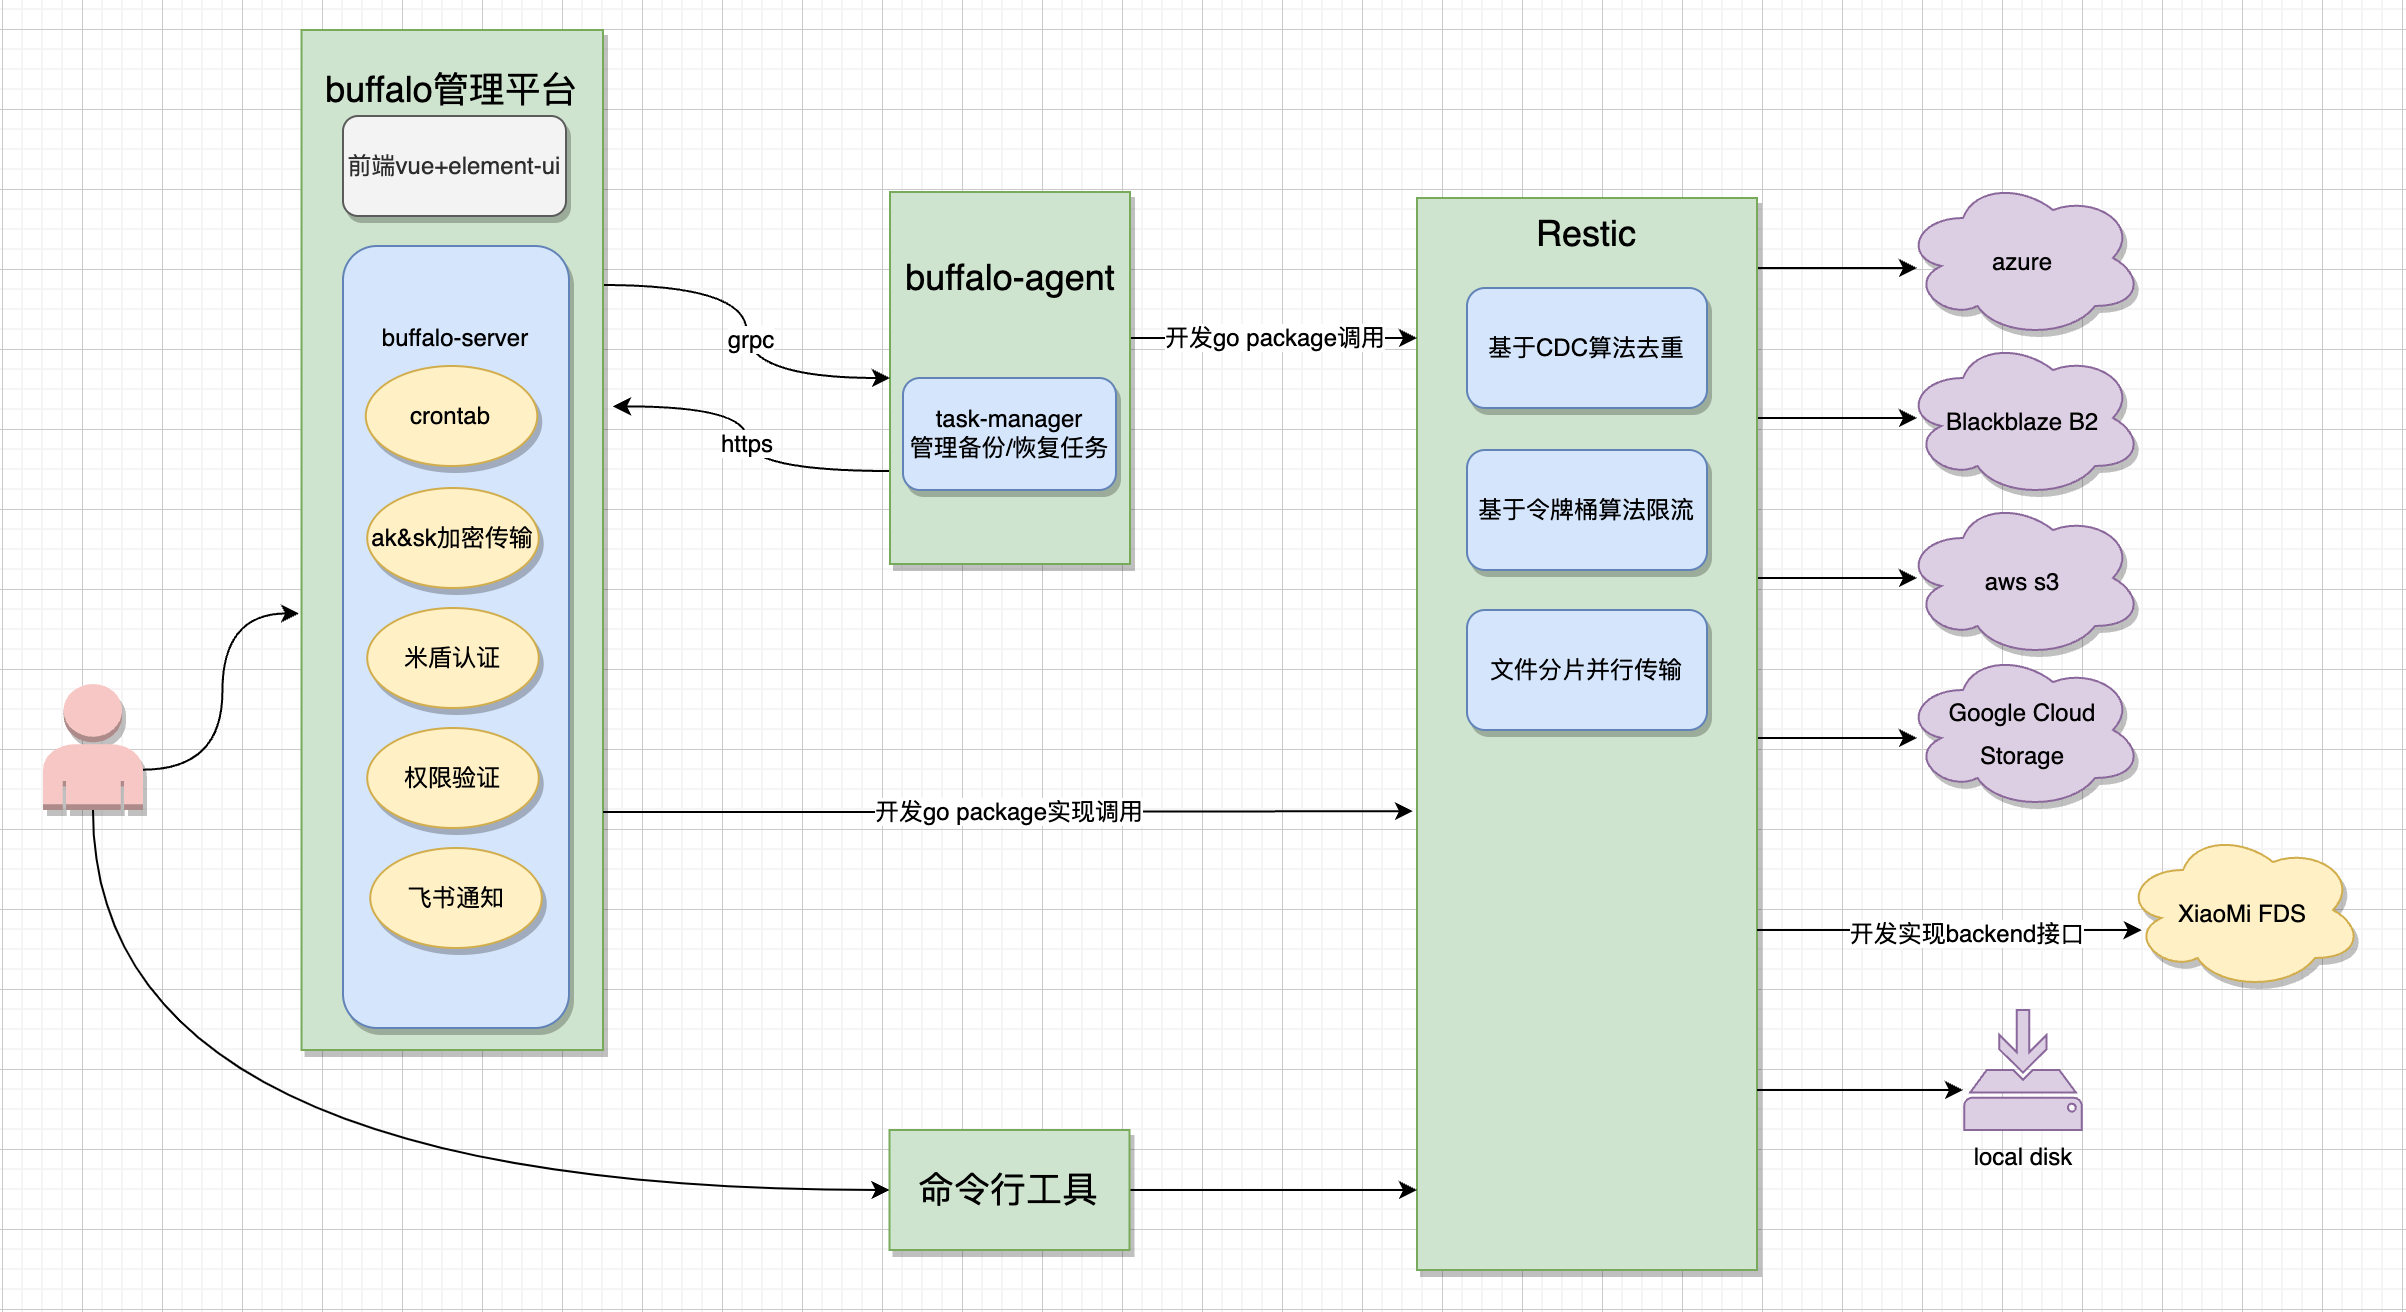 buffalo管理平台
前端vue+element-ui
buffalo-server
crontab
ak&sk加密传输
米盾认证
权限验证
飞书通知
grpc
https
buffalo-agent
task-manager
管理备份/恢复任务
开发go package调用
开发go package实现调用
命令行工具
Restic
基于CDC算法去重
基于令牌桶算法限流
文件分片并行传输
azure
Blackblaze B2
aws s3
Google Cloud
Storage
开发实现backend接口
XiaoMi FDS
local disk